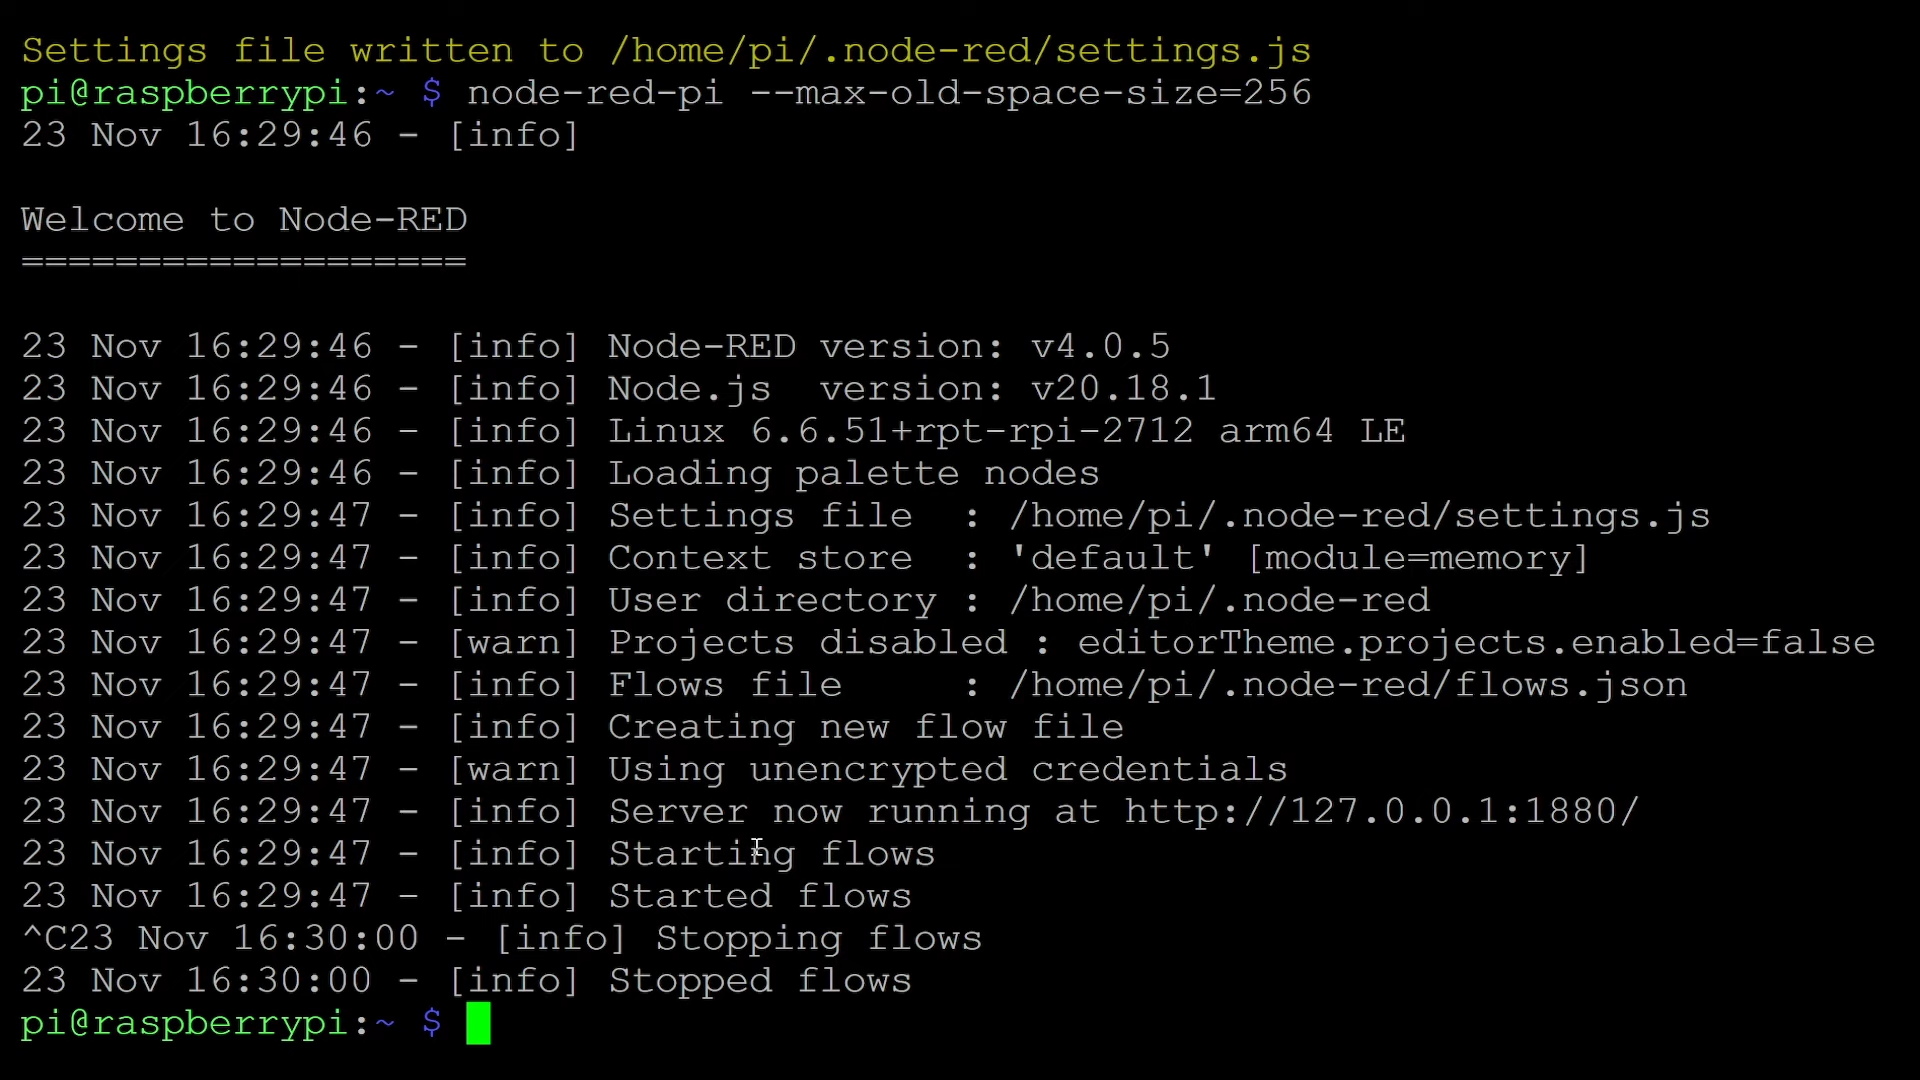 Settings file written to /home/pi/.node-red/settings.js
pi@raspberrypi:~ $ node-red-pi --max-old-space-size=256
23 Nov 16:29:46 - [info]
Welcome to Node-RED
===================
23 Nov 16:29:46 - [info] Node-RED version: v4.0.5
23 Nov 16:29:46 - [info] Node.js  version: v20.18.1
23 Nov 16:29:46 - [info] Linux 6.6.51+rpt-rpi-2712 arm64 LE
23 Nov 16:29:46 - [info] Loading palette nodes
23 Nov 16:29:47 - [info] Settings file  : /home/pi/.node-red/settings.js
23 Nov 16:29:47 - [info] Context store  : 'default' [module=memory]
23 Nov 16:29:47 - [info] User directory : /home/pi/.node-red
23 Nov 16:29:47 - [warn] Projects disabled : editorTheme.projects.enabled=false
23 Nov 16:29:47 - [info] Flows file     : /home/pi/.node-red/flows.json
23 Nov 16:29:47 - [info] Creating new flow file
23 Nov 16:29:47 - [warn] Using unencrypted credentials
23 Nov 16:29:47 - [info] Server now running at http://127.0.0.1:1880/
23 Nov 16:29:47 - [info] Starting flows
23 Nov 16:29:47 - [info] Started flows
^C23 Nov 16:30:00 - [info] Stopping flows
23 Nov 16:30:00 - [info] Stopped flows
pi@raspberrypi:~ $